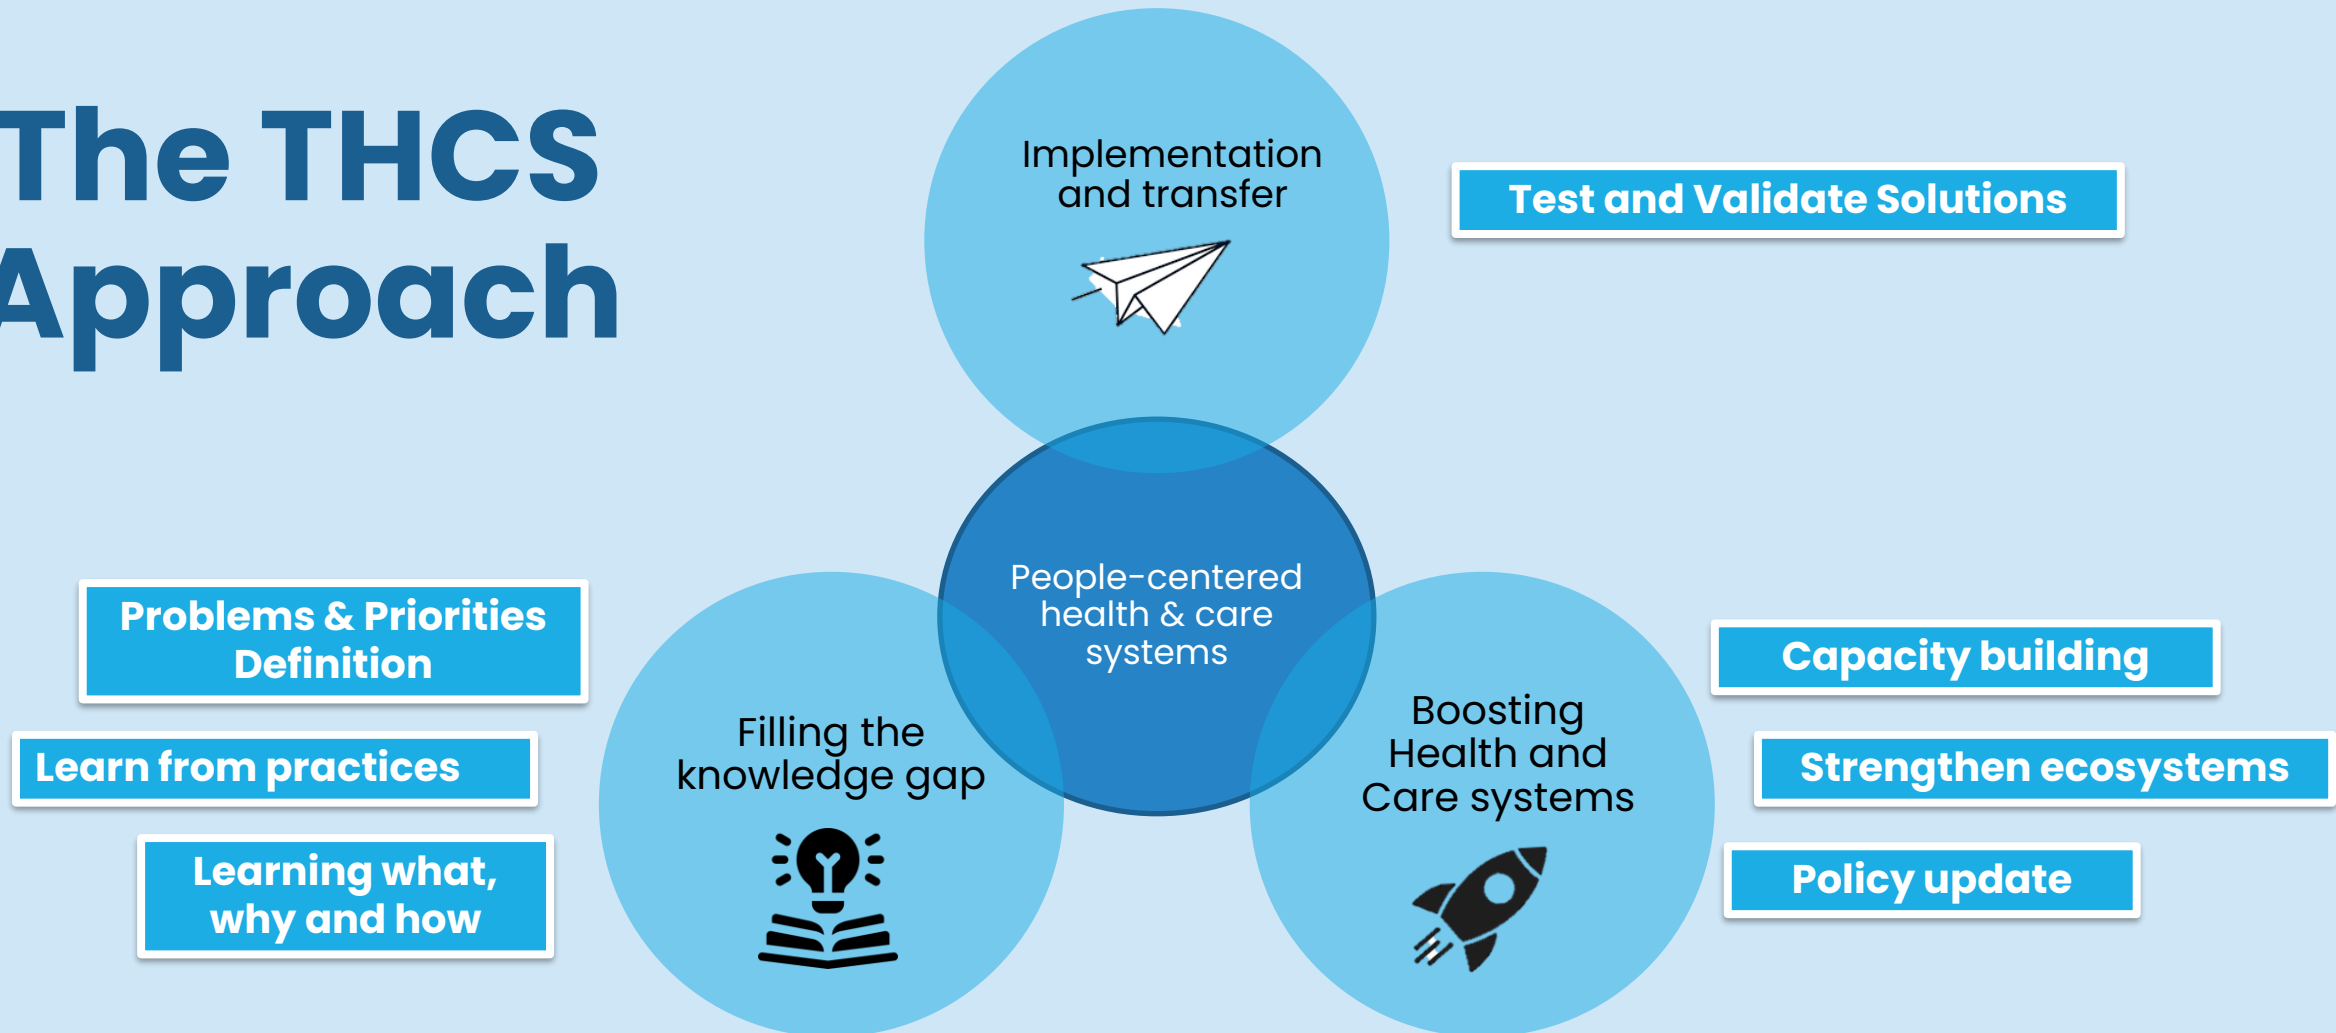 The THCS
Approach
Implementation
and transfer
Test and Validate Solutions
People-centered
health & care
systems
Problems & Priorities
Definition
Learn from practices
Learning what,
why and how
Filling the
knowledge gap
Boosting
Health and
Care systems
Capacity building
Strengthen ecosystems
Policy update